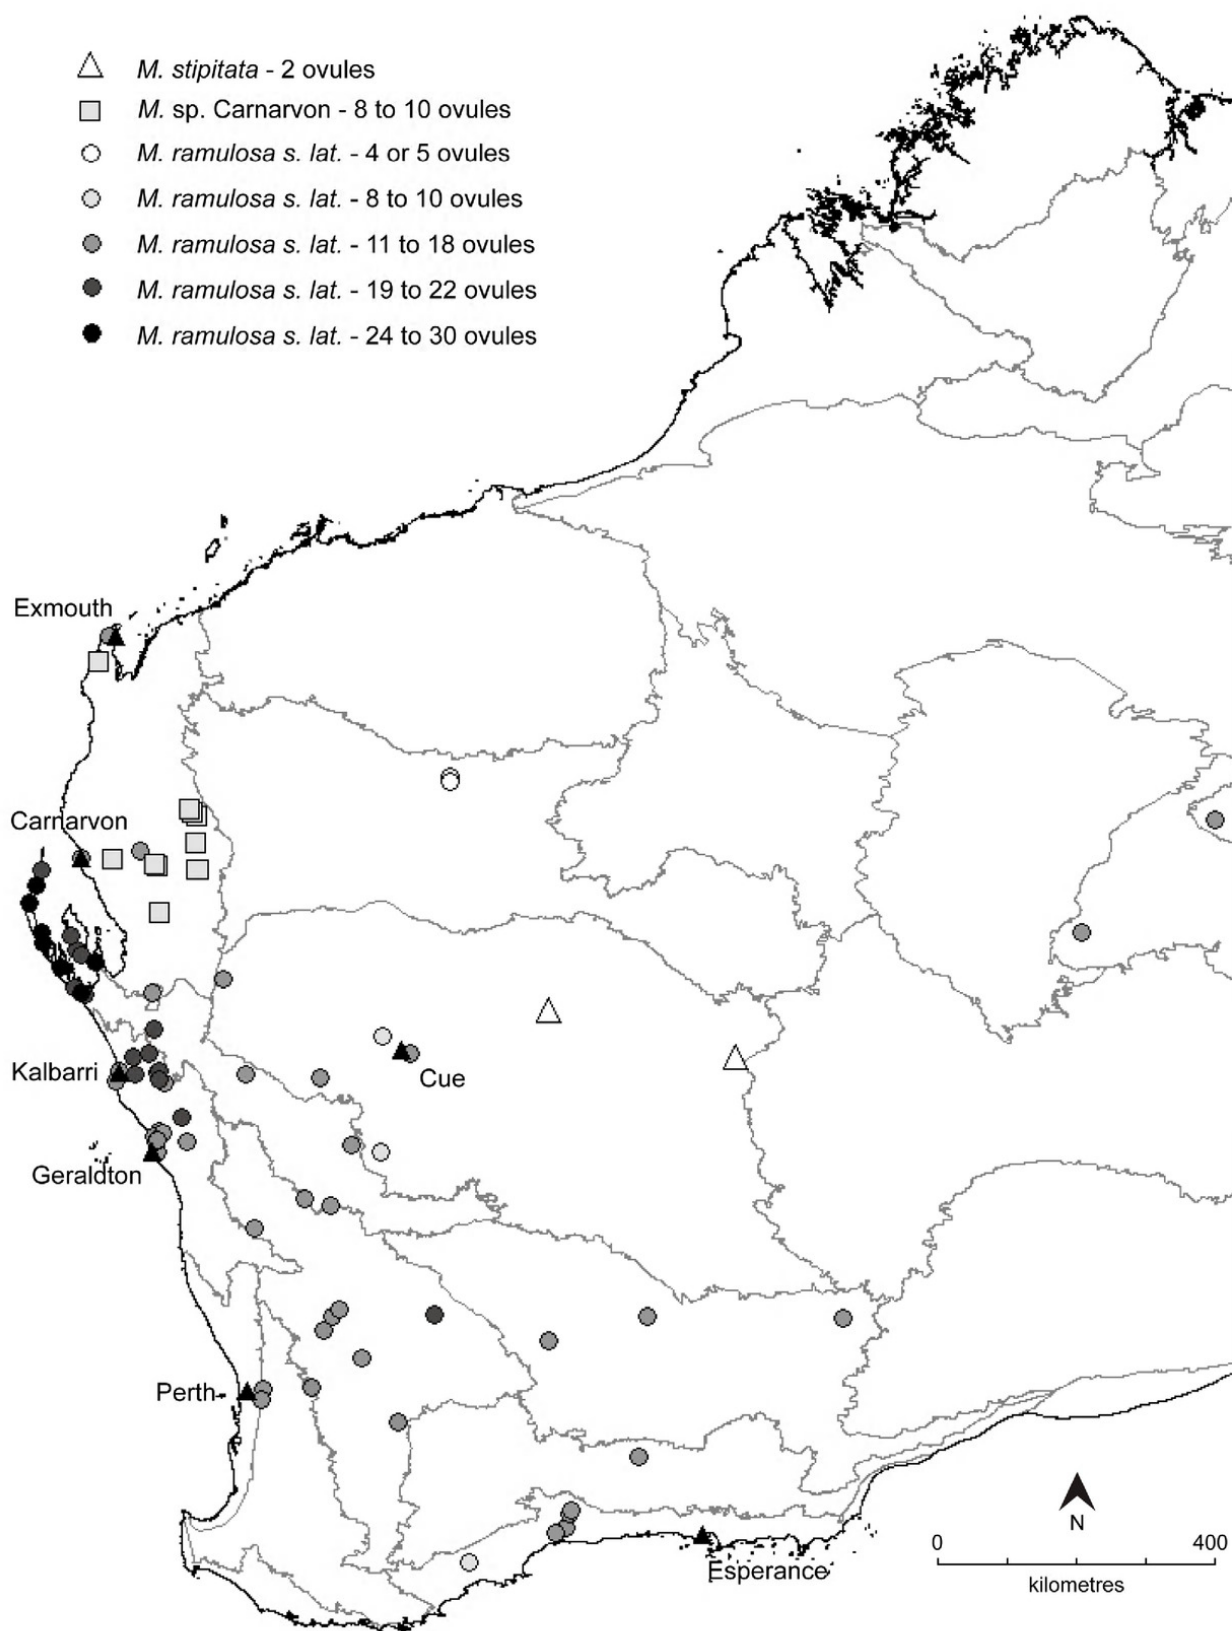 M. stipitata - 2 ovules
M. sp. Carnarvon - 8 to 10 ovules
M. ramulosa s. lat. - 4 or 5 ovules
M. ramulosa s. lat. - 8 to 10 ovules
M. ramulosa s. lat. - 11 to 18 ovules
M. ramulosa s. lat. - 19 to 22 ovules
M. ramulosa s. lat. - 24 to 30 ovules
Exmouth
Carnarvon
Kalbarri
Cue
Geraldton
Perth
Esperance
N
0 400
kilometres